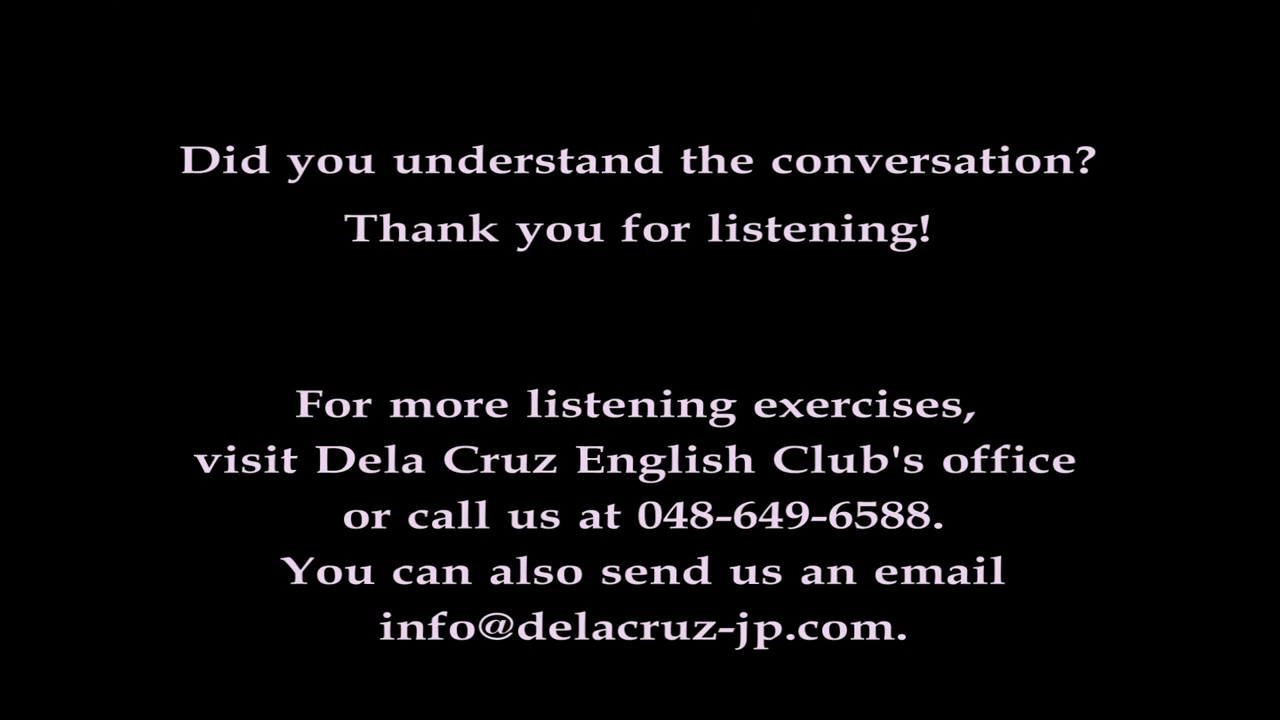 Did you understand the conversation?
Thank you for listening!
For more listening exercises,
visit Dela Cruz English Club's office
or call us at 048-649-6588.
You can also send us an email
info@delacruz-jp.com.